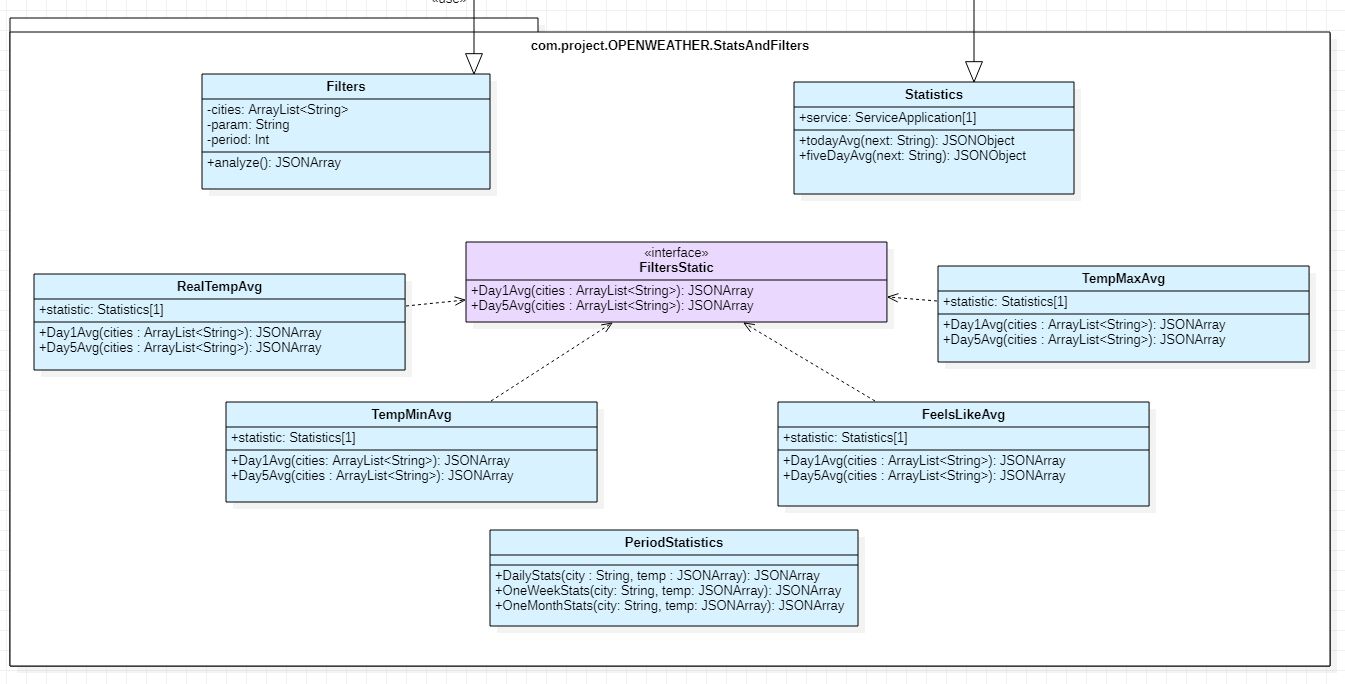 «use»
com.project.OPENWEATHER.StatsAndFilters
Filters
-cities: ArrayList<String>
-param: String
-period: Int
+analyze(): JSONArray
Statistics
+service: ServiceApplication[1]
+todayAvg(next: String): JSONObject
+fiveDayAvg(next: String): JSONObject
«interface»
FiltersStatic
+Day1Avg(cities : ArrayList<String>): JSONArray
+Day5Avg(cities : ArrayList<String>): JSONArray
RealTempAvg
+statistic: Statistics[1]
+Day1Avg(cities : ArrayList<String>): JSONArray
+Day5Avg(cities : ArrayList<String>): JSONArray
TempMaxAvg
+statistic: Statistics[1]
+Day1Avg(cities : ArrayList<String>): JSONArray
+Day5Avg(cities : ArrayList<String>): JSONArray
TempMinAvg
+statistic: Statistics[1]
+Day1Avg(cities: ArrayList<String>): JSONArray
+Day5Avg(cities : ArrayList<String>): JSONArray
FeelsLikeAvg
+statistic: Statistics[1]
+Day1Avg(cities : ArrayList<String>): JSONArray
+Day5Avg(cities : ArrayList<String>): JSONArray
PeriodStatistics
+DailyStats(city : String, temp : JSONArray): JSONArray
+OneWeekStats(city: String, temp: JSONArray): JSONArray
+OneMonthStats(city: String, temp: JSONArray): JSONArray